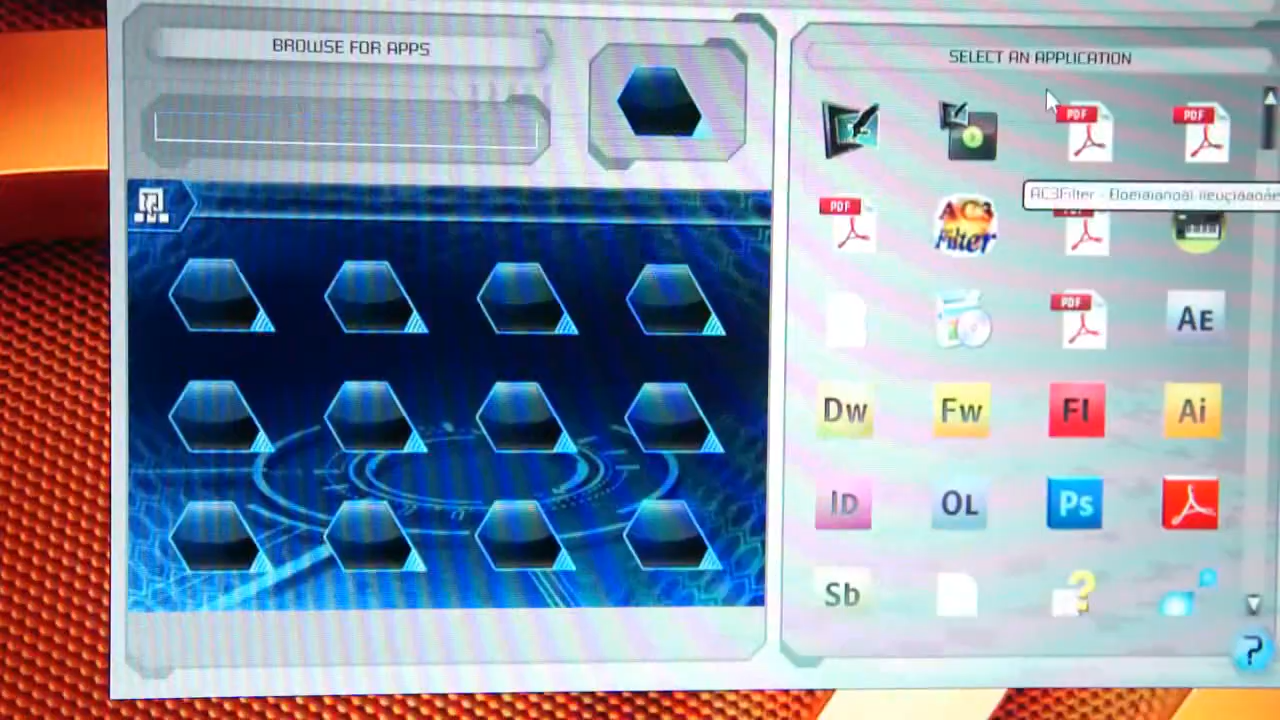 BROWSE FOR APPS
SELECT AN APPLICATION
PDF
PDF
AC3Filter -
PDF
AC3
Filter
PDF
PDF
AE
Dw
Fw
Fl
Ai
ID
OL
Ps
Sb
?
?